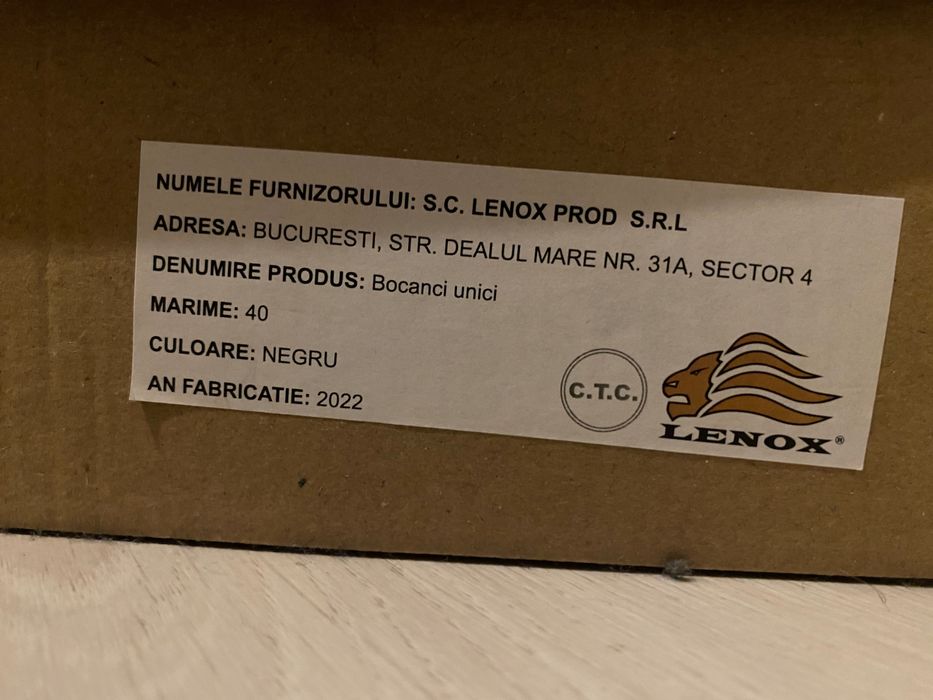 NUMELE FURNIZORULUI: S.C. LENOX PROD S.R.L
ADRESA: BUCURESTI, STR. DEALUL MARE NR. 31A, SECTOR 4
DENUMIRE PRODUS: Bocanci unici
MARIME: 40
CULOARE: NEGRU
AN FABRICATIE: 2022
C.T.C.
LENOX®